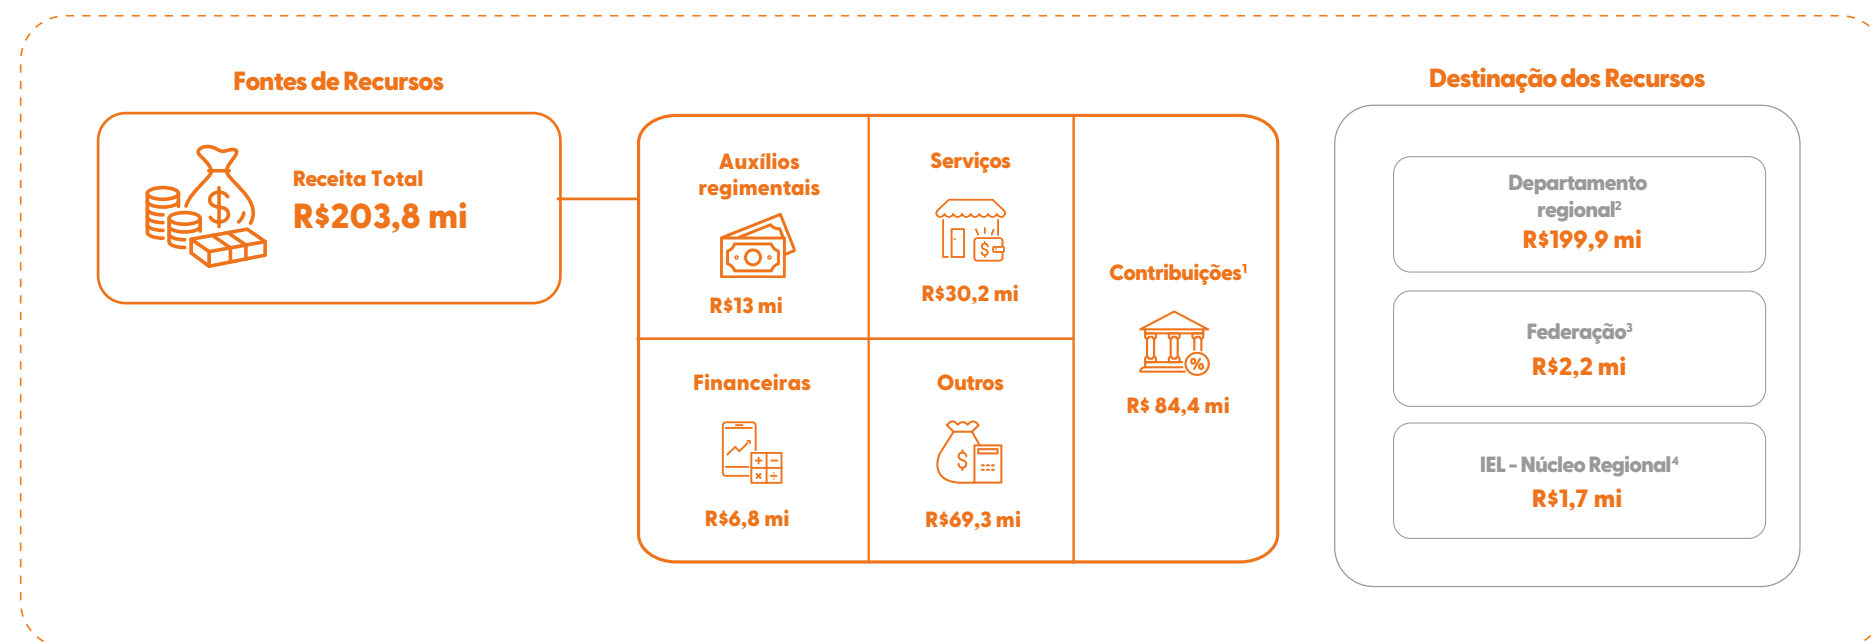 Fontes de Recursos
Receita Total
R$203,8 mi
Auxílios
regimentais
R$13 mi
Serviços
R$30,2 mi
Financeiras
R$6,8 mi
Outros
R$69,3 mi
Contribuições¹
R$ 84,4 mi
Destinação dos Recursos
Departamento
regional²
R$199,9 mi
Federação³
R$2,2 mi
IEL - Núcleo Regional⁴
R$1,7 mi